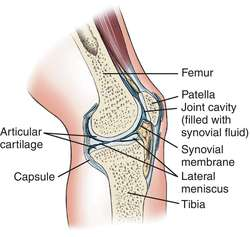 Femur
Patella
Joint cavity
(filled with
synovial fluid)
Articular
cartilage
Synovial
membrane
Capsule
Lateral
meniscus
Tibia